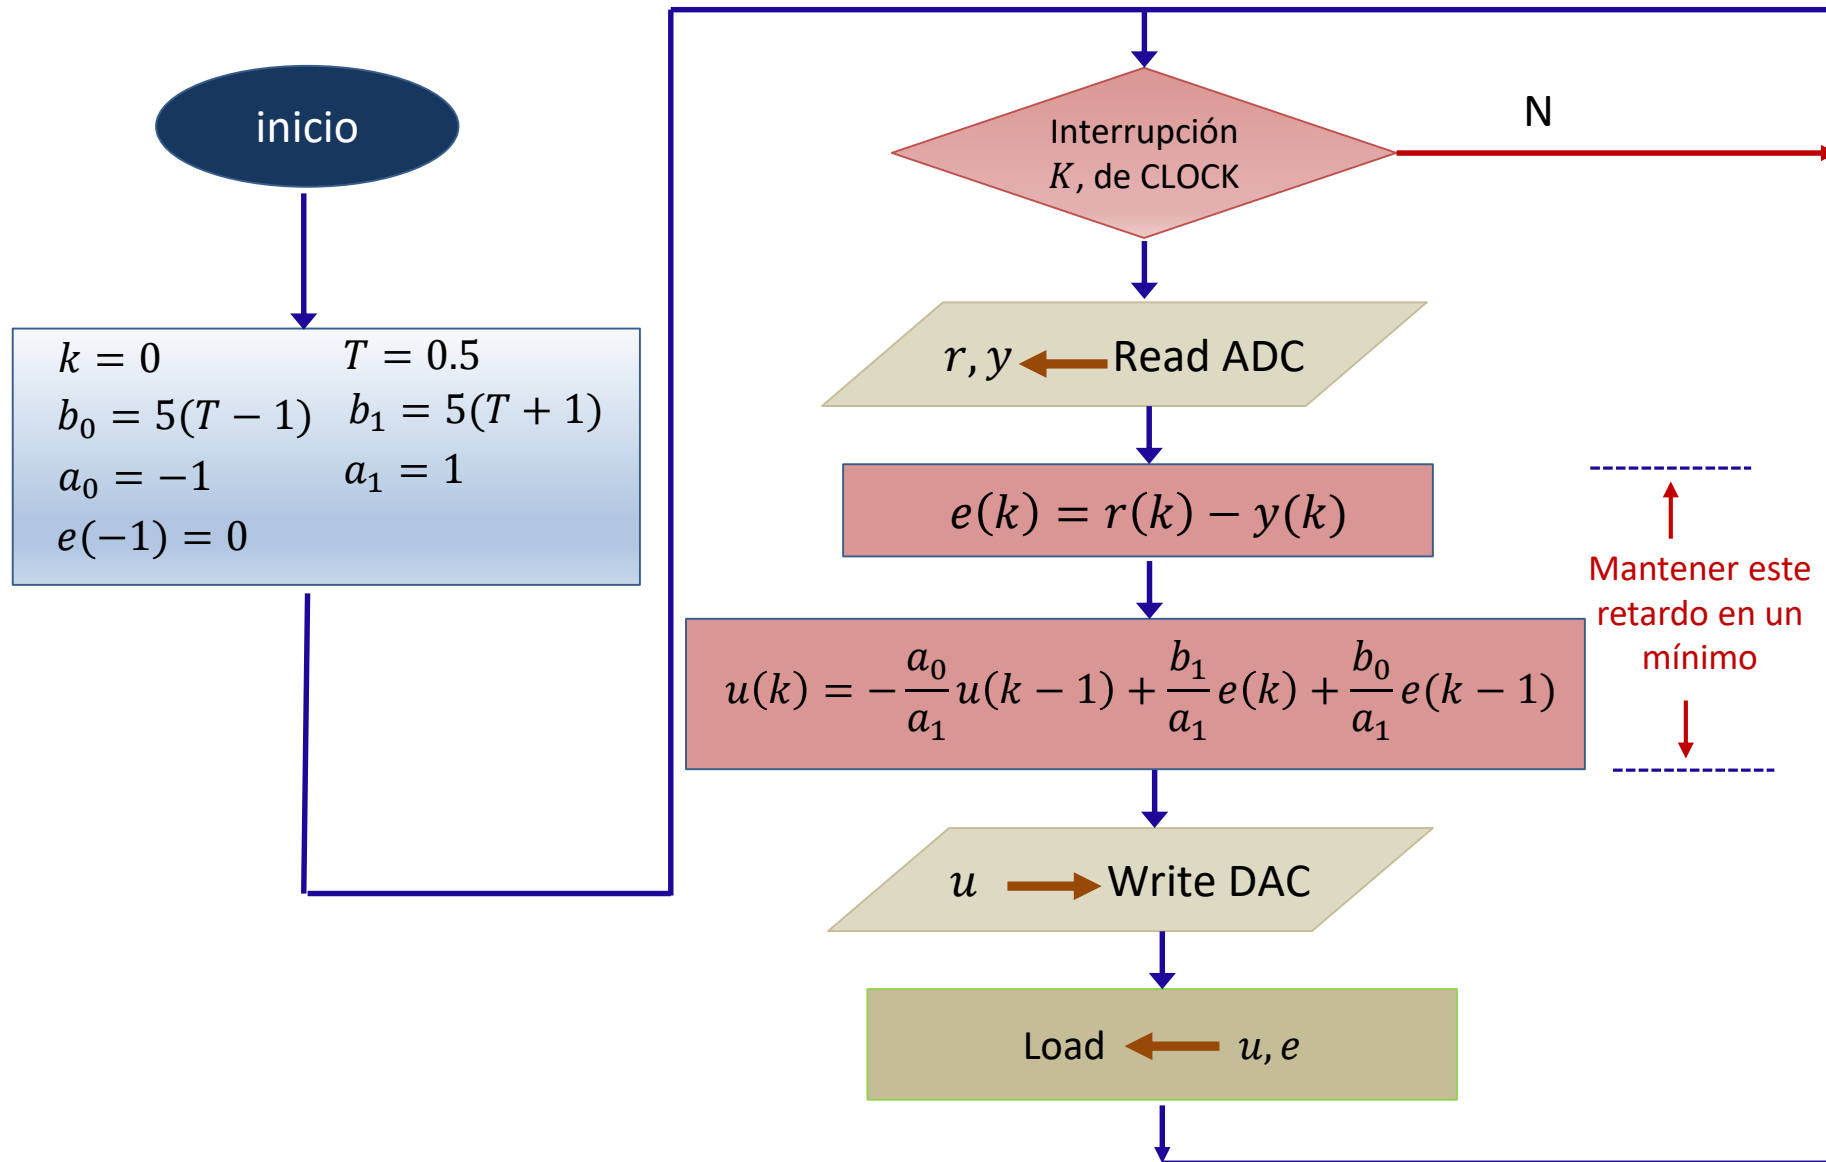 inicio
k = 0
T = 0.5
b₀ = 5(T − 1)
b₁ = 5(T + 1)
a₀ = −1
a₁ = 1
e(−1) = 0
Interrupción
K, de CLOCK
N
r, y ← Read ADC
e(k) = r(k) − y(k)
u(k) = − a₀/a₁ u(k − 1) + b₁/a₁ e(k) + b₀/a₁ e(k − 1)
Mantener este
retardo en un
mínimo
u → Write DAC
Load ← u, e